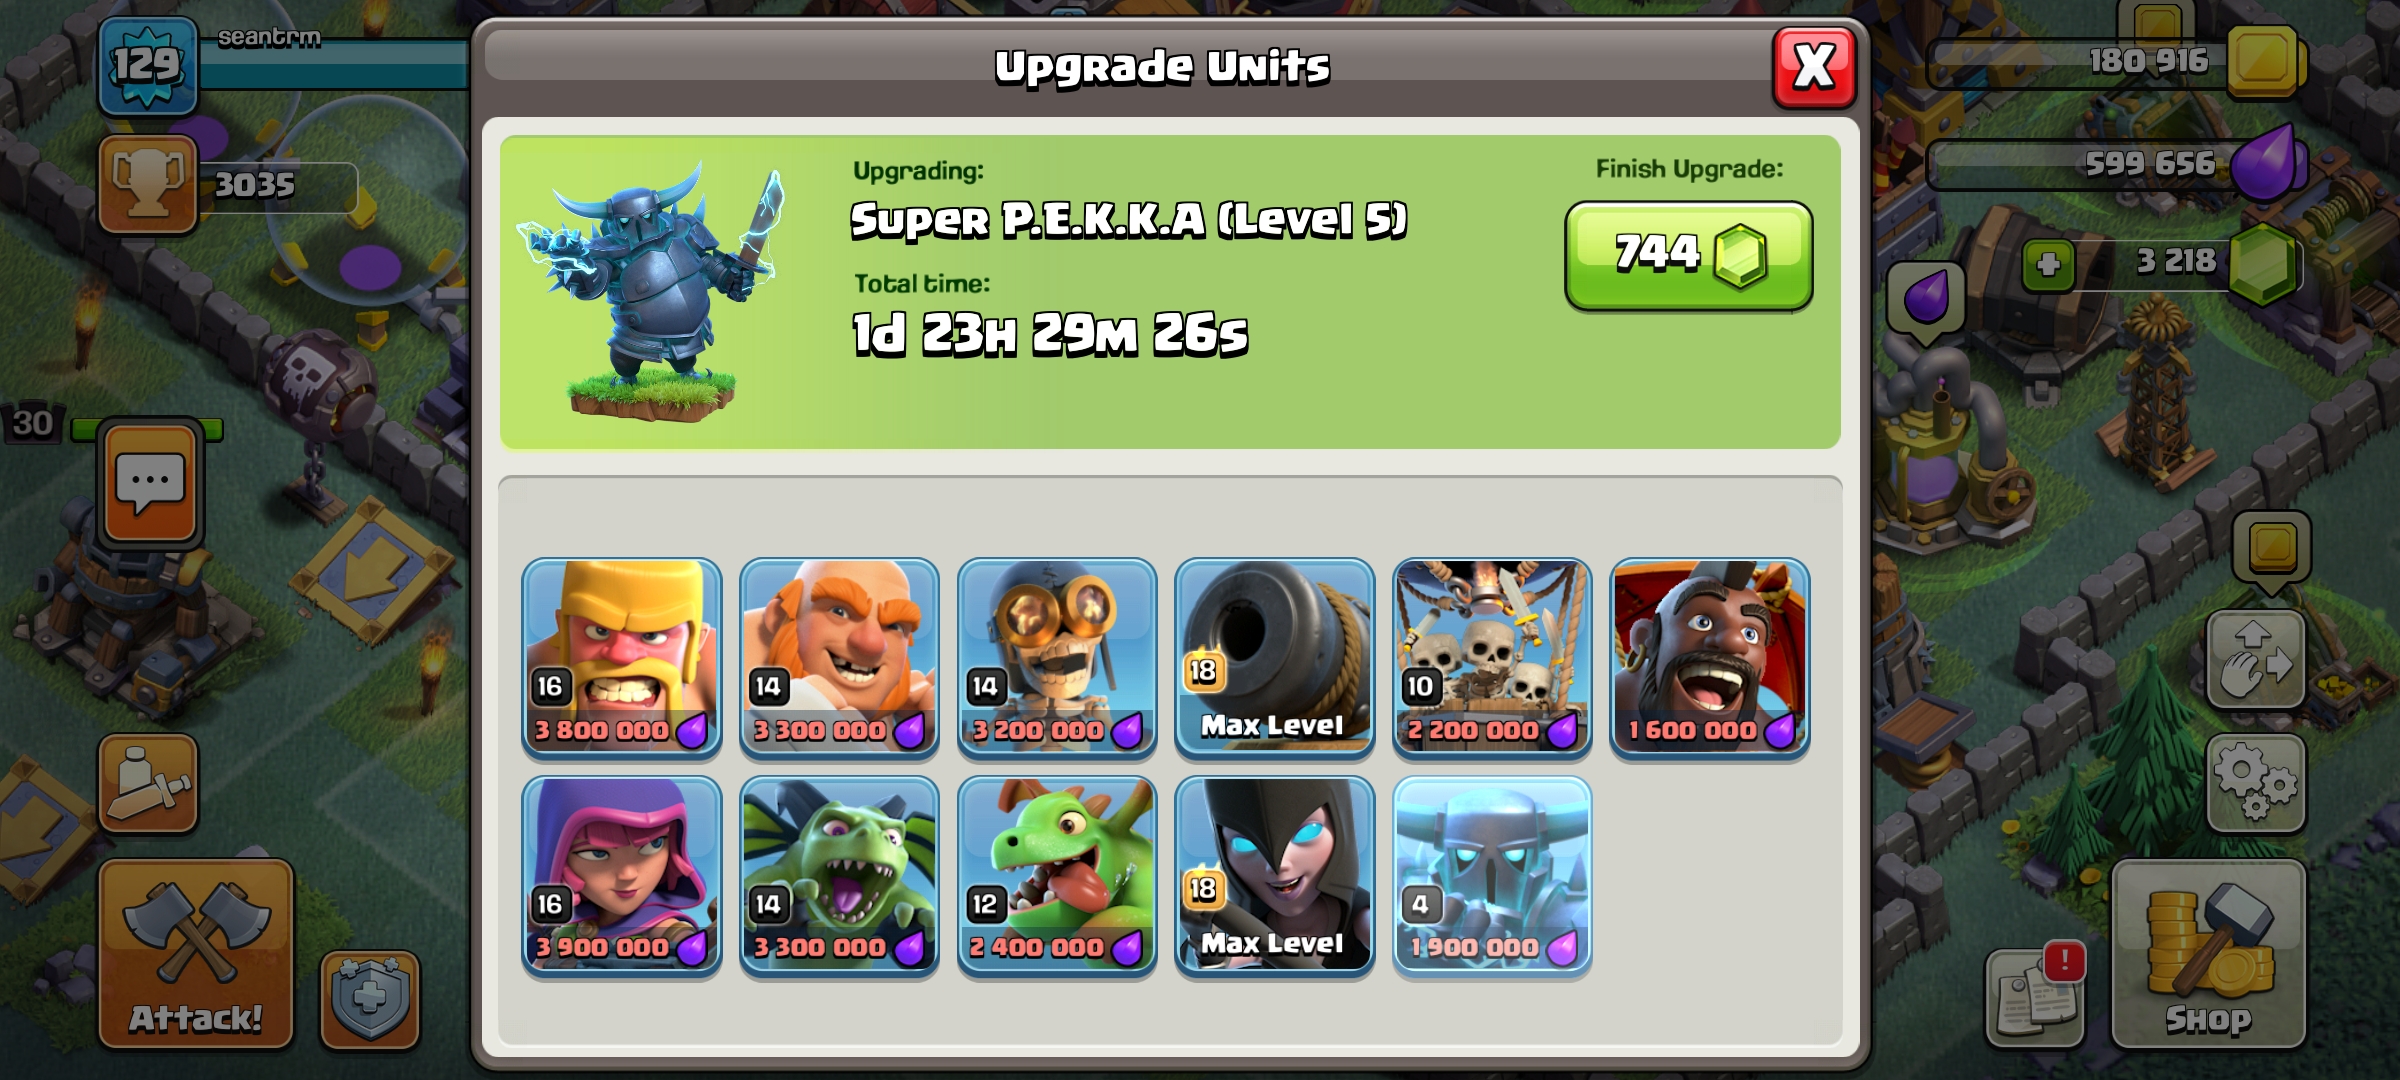 129
seantrm
3035
30
Attack!
Upgrade Units
X
Upgrading:
Super P.E.K.K.A (Level 5)
Total time:
1d 23H 29M 26s
Finish Upgrade:
744
16
3 800 000
14
3 300 000
14
3 200 000
18
Max Level
10
2 200 000
1 600 000
16
3 900 000
14
3 300 000
12
2 400 000
18
Max Level
4
1 900 000
180 916
599 656
3 218
!
Shop